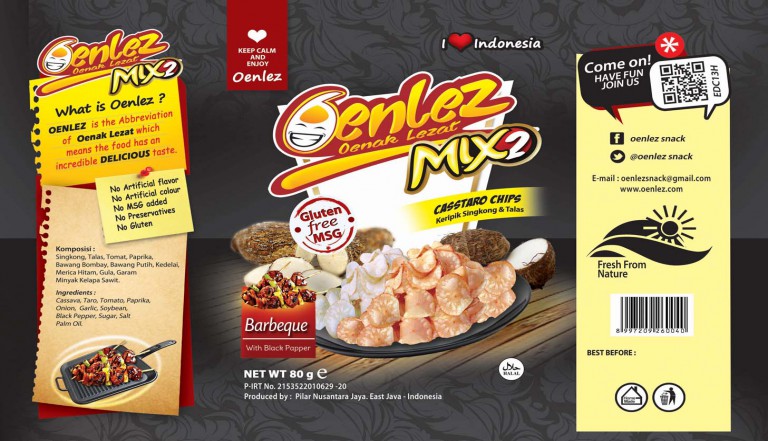 Oenlez
Oenak Lezat
MIX2
What is Oenlez ?
OENLEZ is the Abbreviation
of Oenak Lezat which
means the food has an
incredible DELICIOUS taste.
No Artificial flavor
No Artificial colour
No MSG added
No Preservatives
No Gluten
Komposisi :
Singkong, Talas, Tomat, Paprika,
Bawang Bombay, Bawang Putih, Kedelai,
Merica Hitam, Gula, Garam
Minyak Kelapa Sawit.
Ingredients :
Cassava, Taro, Tomato, Paprika,
Onion, Garlic, Soybean,
Black Pepper, Sugar, Salt
Palm Oil.
KEEP CALM
AND
ENJOY
Oenlez
I Indonesia
Oenlez
Oenak Lezat
MIX2
CASSTARO CHIPS
Keripik Singkong & Talas
Gluten
free
MSG
Barbeque
With Black Papper
NET WT 80 g e
P-IRT No. 2153522010629 -20
Produced by : Pilar Nusantara Jaya. East Java - Indonesia
HALAL
Come on!
HAVE FUN
JOIN US
EDC13H
oenlez snack
@oenlez snack
E-mail : oenlezsnack@gmail.com
www.oenlez.com
Fresh From
Nature
8997209260040
BEST BEFORE :